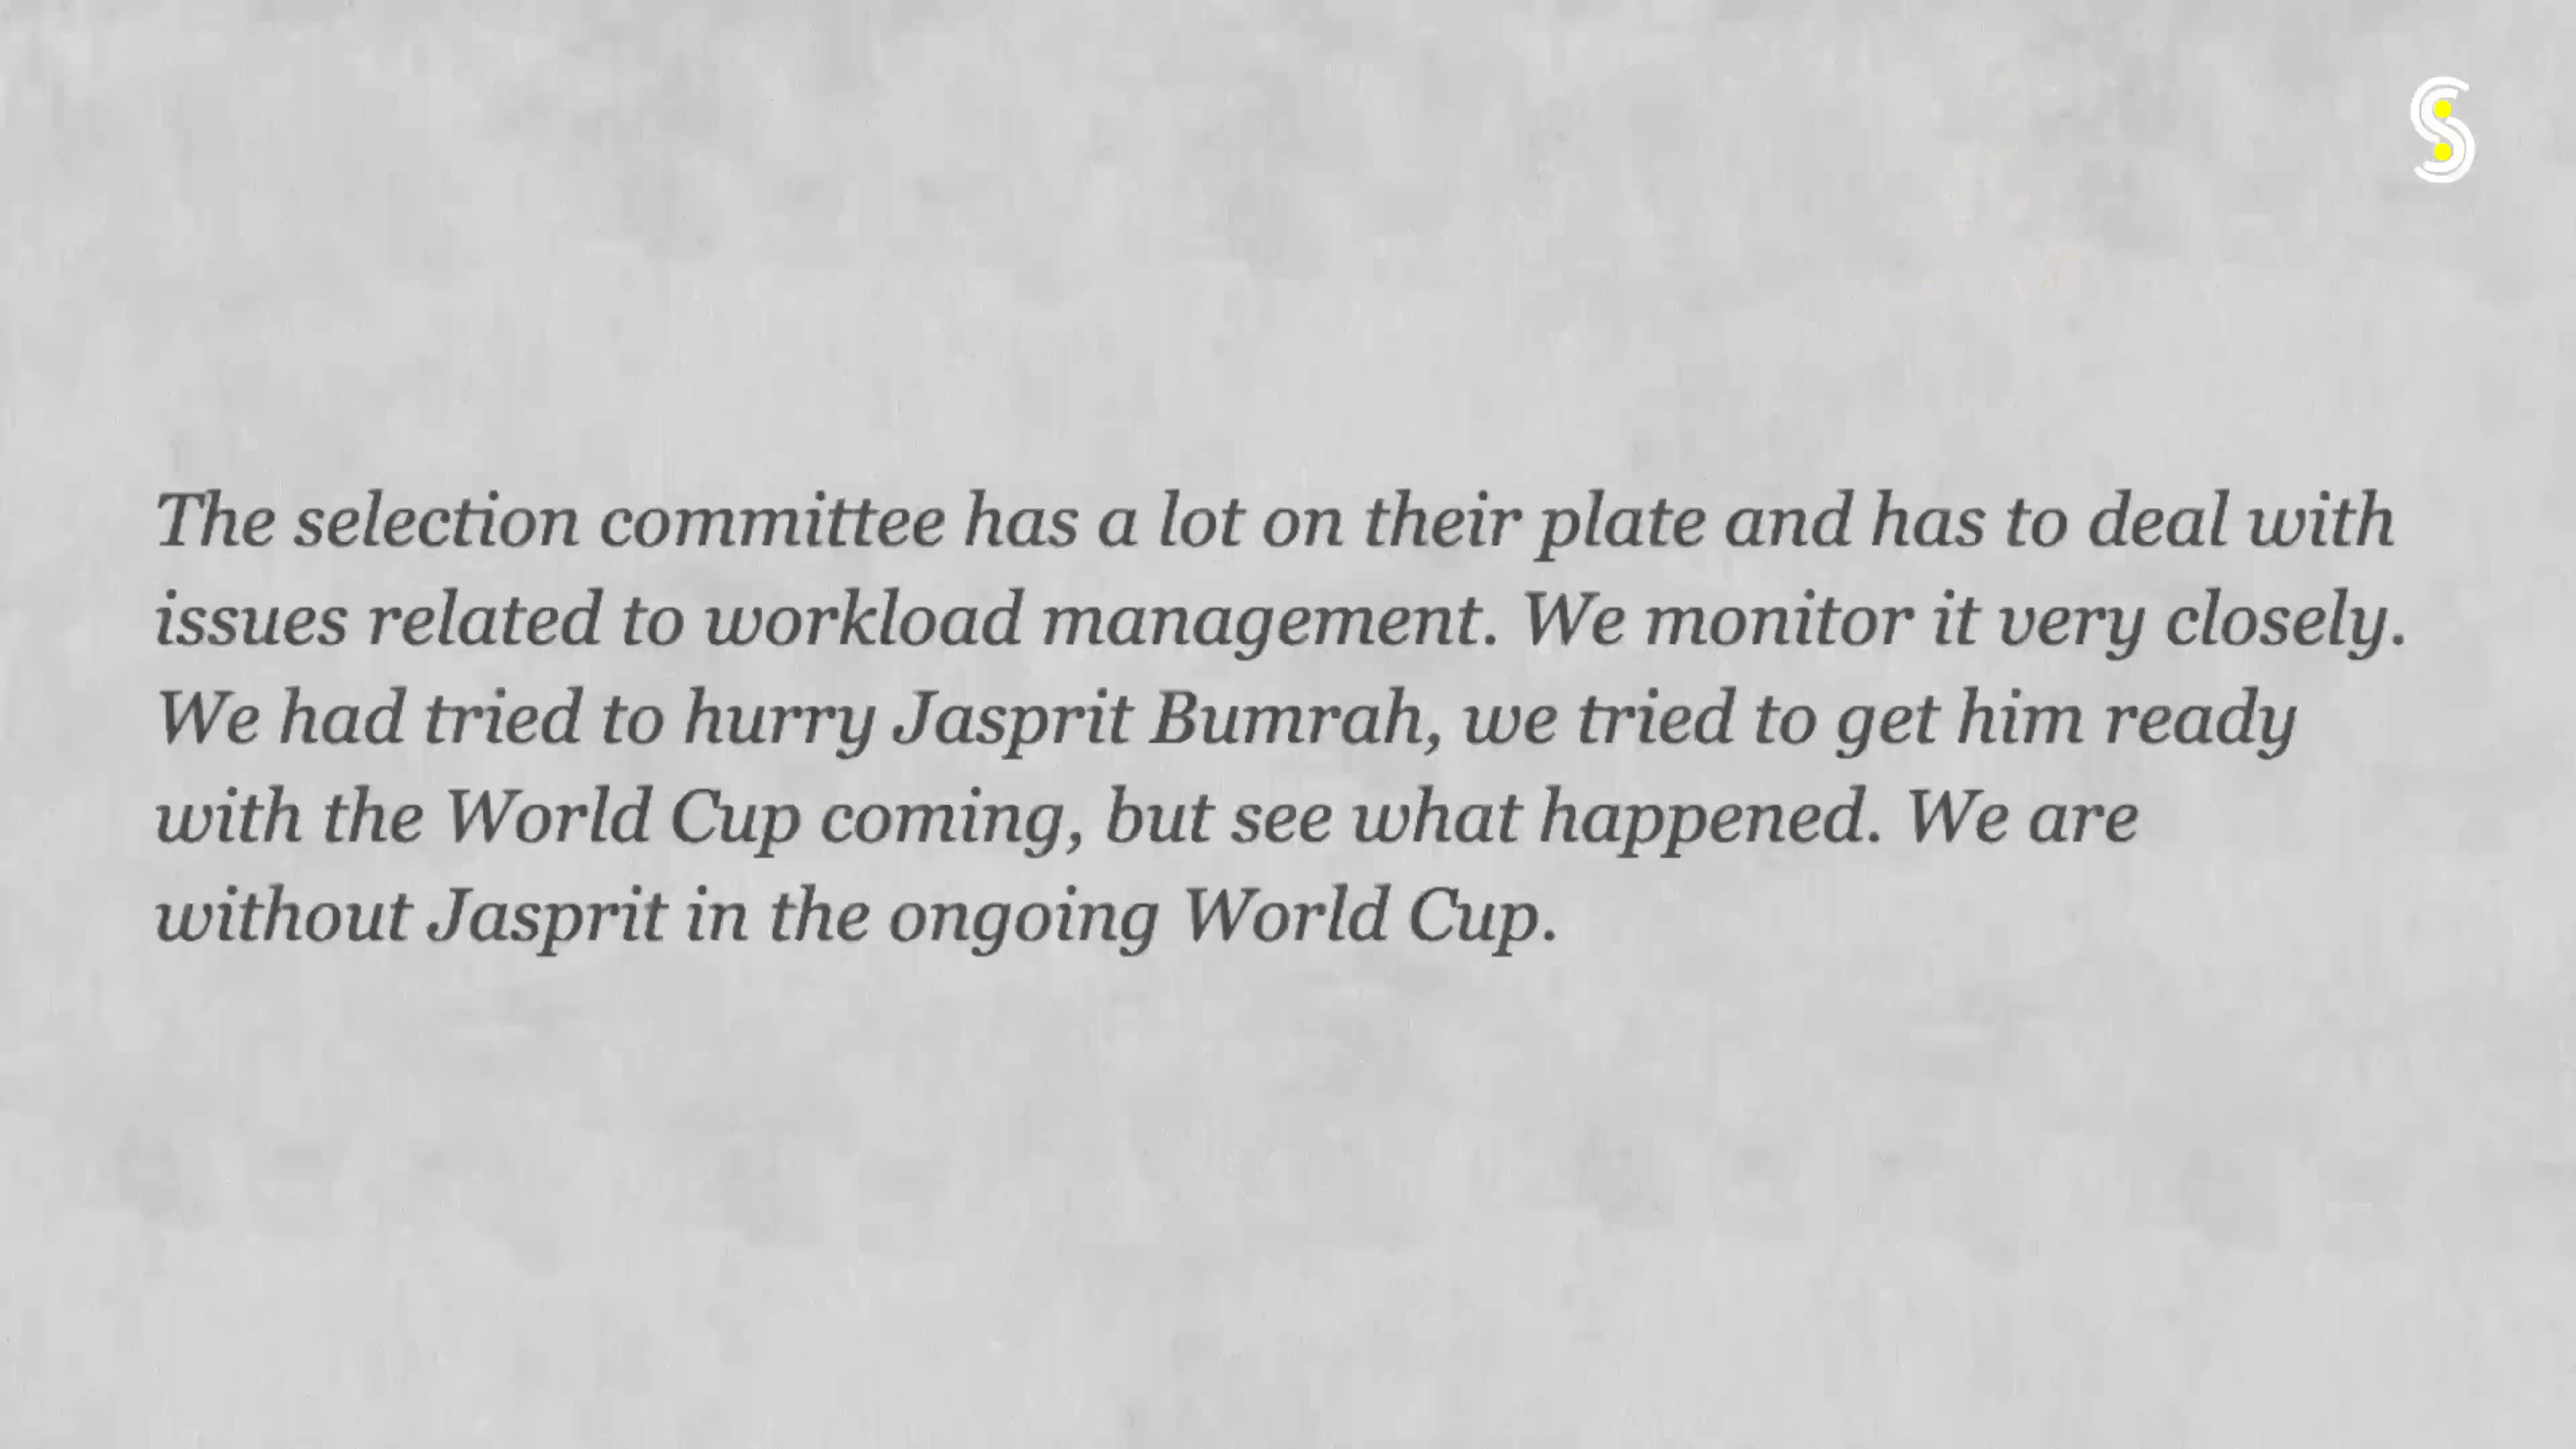 The selection committee has a lot on their plate and has to deal with
issues related to workload management. We monitor it very closely.
We had tried to hurry Jasprit Bumrah, we tried to get him ready
with the World Cup coming, but see what happened. We are
without Jasprit in the ongoing World Cup.